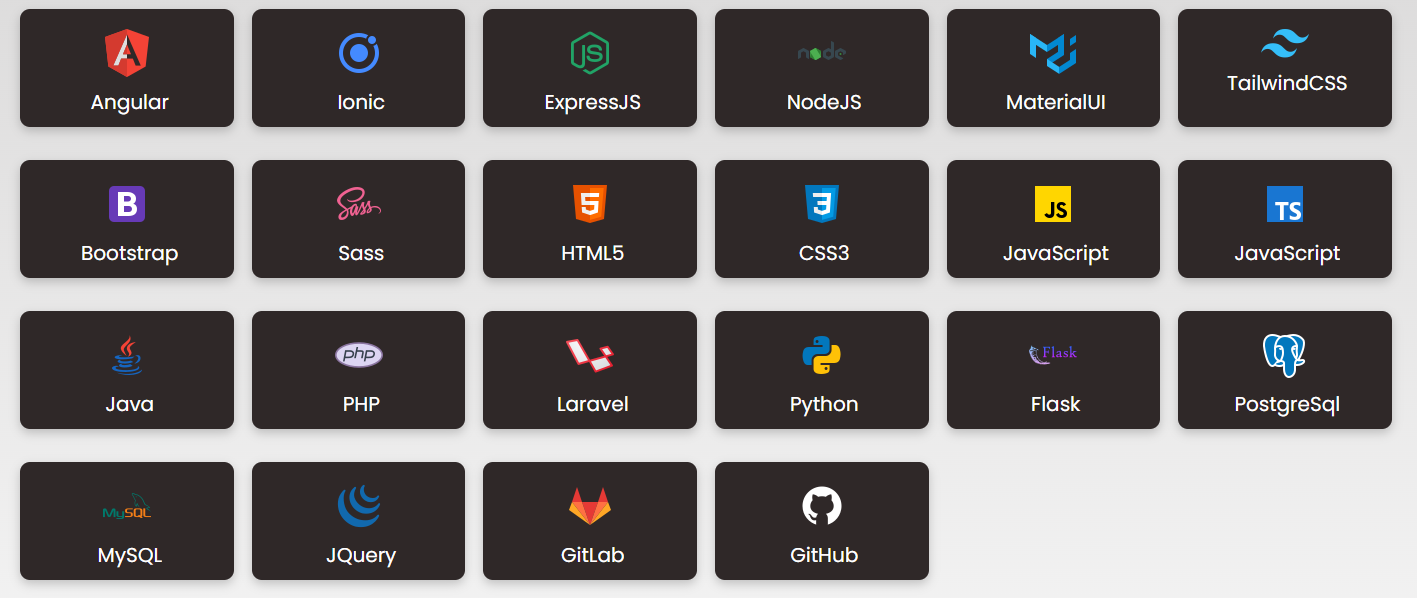 Angular
Ionic
JS
ExpressJS
node
NodeJS
MaterialUI
TailwindCSS
B
Bootstrap
Sass
Sass
5
HTML5
3
CSS3
JS
JavaScript
TS
JavaScript
Java
php
PHP
Laravel
Python
Flask
Flask
PostgreSql
MySQL
MySQL
JQuery
GitLab
GitHub